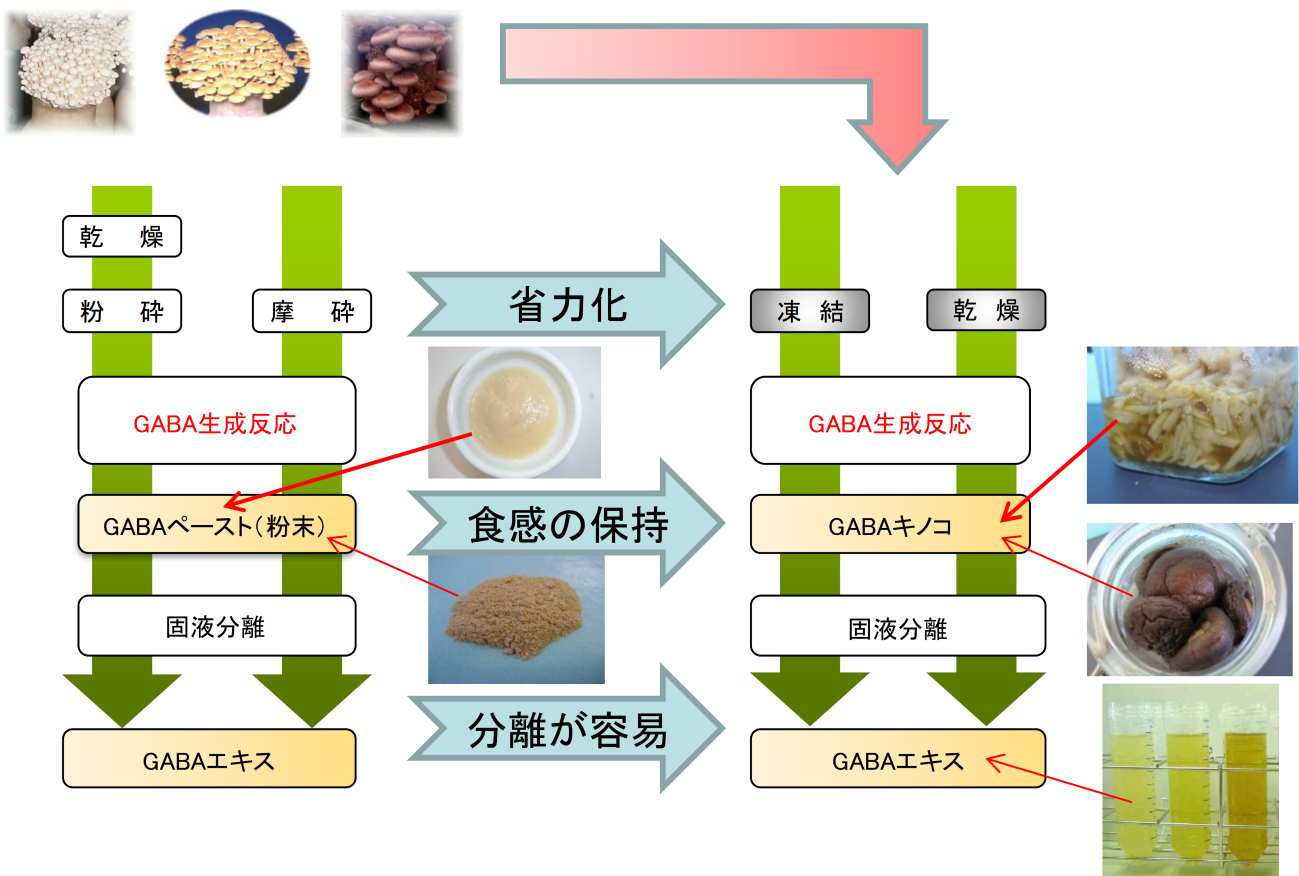 乾　燥
粉　砕
摩　砕
省力化
凍 結
乾 燥
GABA生成反応
GABA生成反応
GABAペースト(粉末)
食感の保持
GABAキノコ
固液分離
固液分離
分離が容易
GABAエキス
GABAエキス